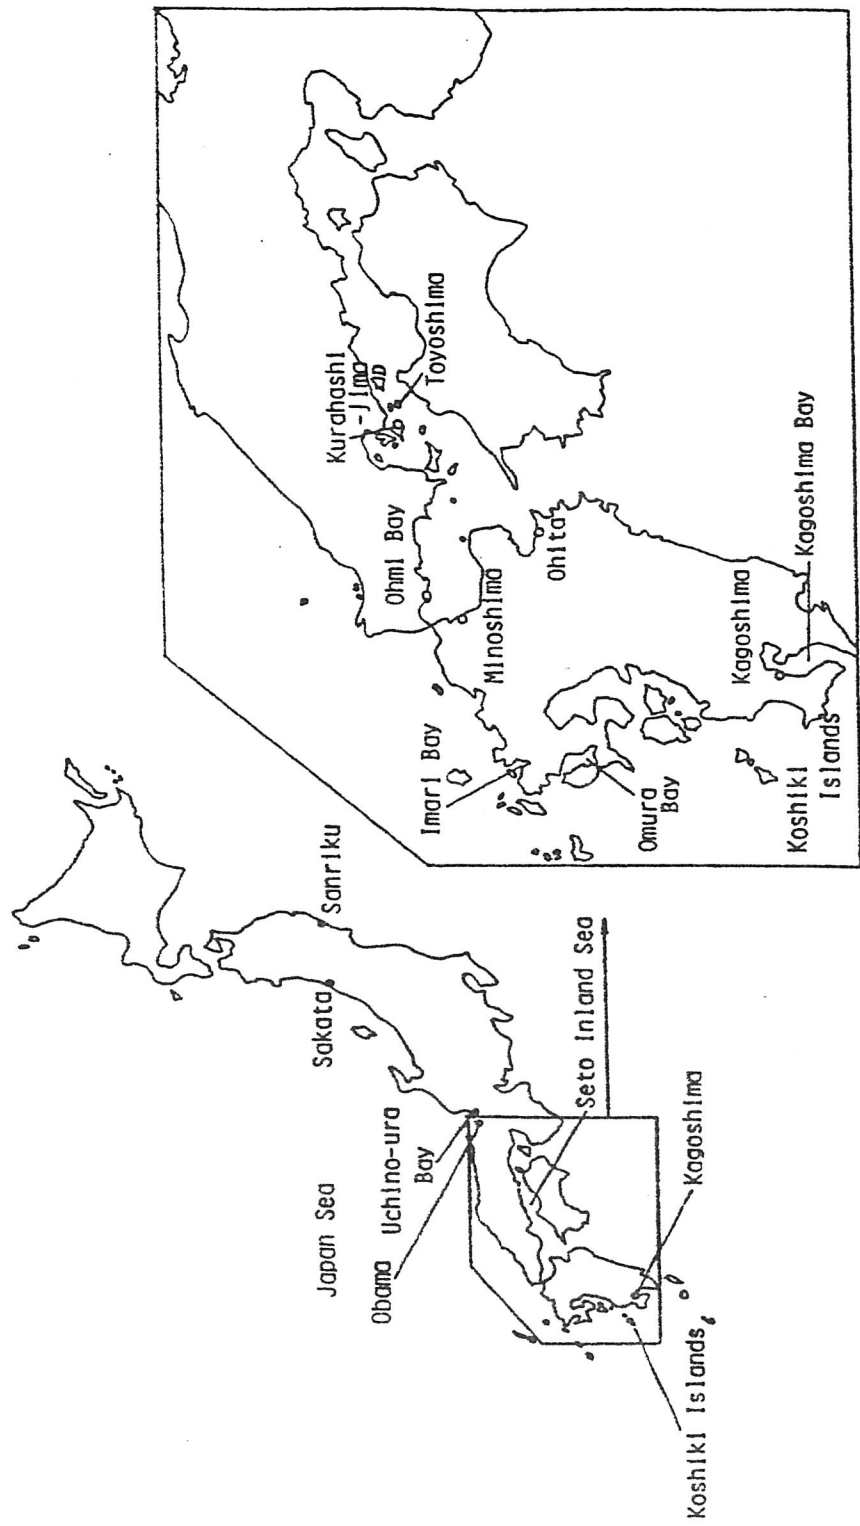 Sanriku
Sakata
Japan Sea
Uchino-ura
Bay
Obama
Seto Inland Sea
Kagoshima
Koshiki Islands
Kurahashi
-Jima
Toyoshima
Ohmi Bay
Minoshima
Ohita
Imari Bay
Omura
Bay
Kagoshima
Kagoshima Bay
Koshiki
Islands